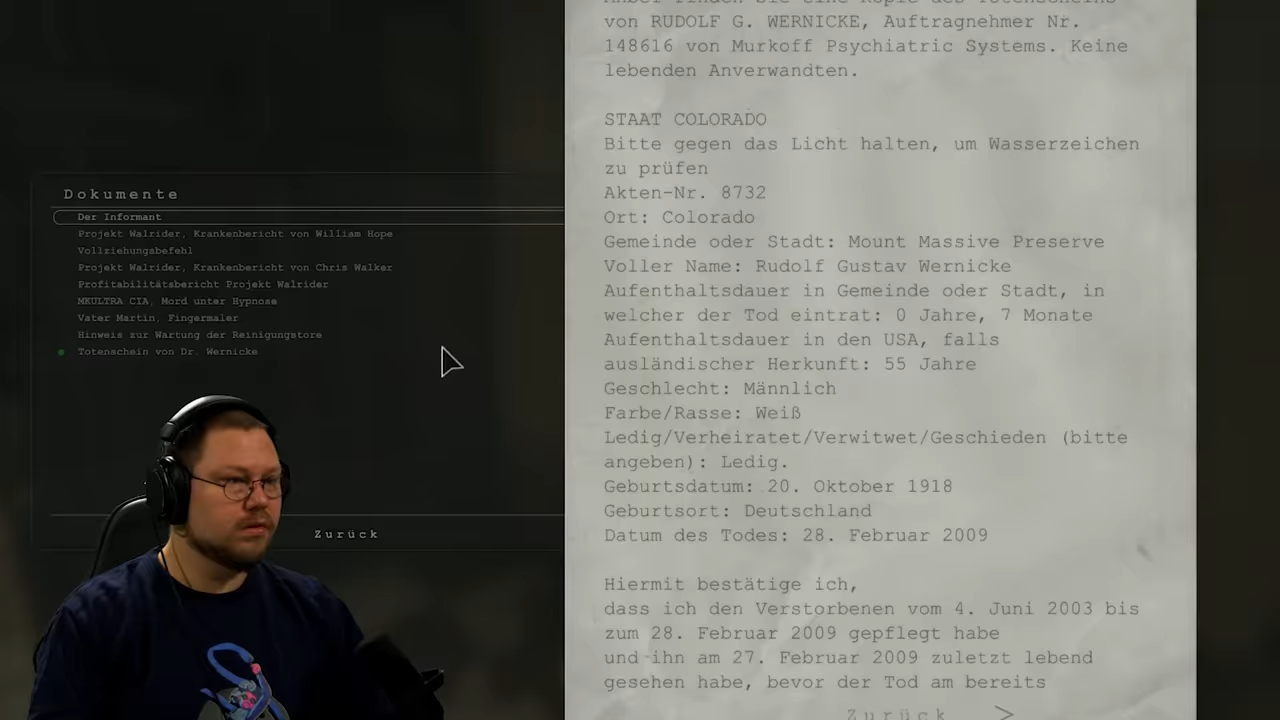 Dokumente
Der Informant
Projekt Walrider, Krankenbericht von William Hope
Vollziehungsbefehl
Projekt Walrider, Krankenbericht von Chris Walker
Profitabilitätsbericht Projekt Walrider
MKULTRA CIA, Mord unter Hypnose
Vater Martin, Fingermaler
Hinweis zur Wartung der Reinigungstore
Totenschein von Dr. Wernicke
Zurück
von RUDOLF G. WERNICKE, Auftragnehmer Nr.
148616 von Murkoff Psychiatric Systems. Keine
lebenden Anverwandten.
STAAT COLORADO
Bitte gegen das Licht halten, um Wasserzeichen
zu prüfen
Akten-Nr. 8732
Ort: Colorado
Gemeinde oder Stadt: Mount Massive Preserve
Voller Name: Rudolf Gustav Wernicke
Aufenthaltsdauer in Gemeinde oder Stadt, in
welcher der Tod eintrat: 0 Jahre, 7 Monate
Aufenthaltsdauer in den USA, falls
ausländischer Herkunft: 55 Jahre
Geschlecht: Männlich
Farbe/Rasse: Weiß
Ledig/Verheiratet/Verwitwet/Geschieden (bitte
angeben): Ledig.
Geburtsdatum: 20. Oktober 1918
Geburtsort: Deutschland
Datum des Todes: 28. Februar 2009
Hiermit bestätige ich,
dass ich den Verstorbenen vom 4. Juni 2003 bis
zum 28. Februar 2009 gepflegt habe
und ihn am 27. Februar 2009 zuletzt lebend
gesehen habe, bevor der Tod am bereits
Zurück >